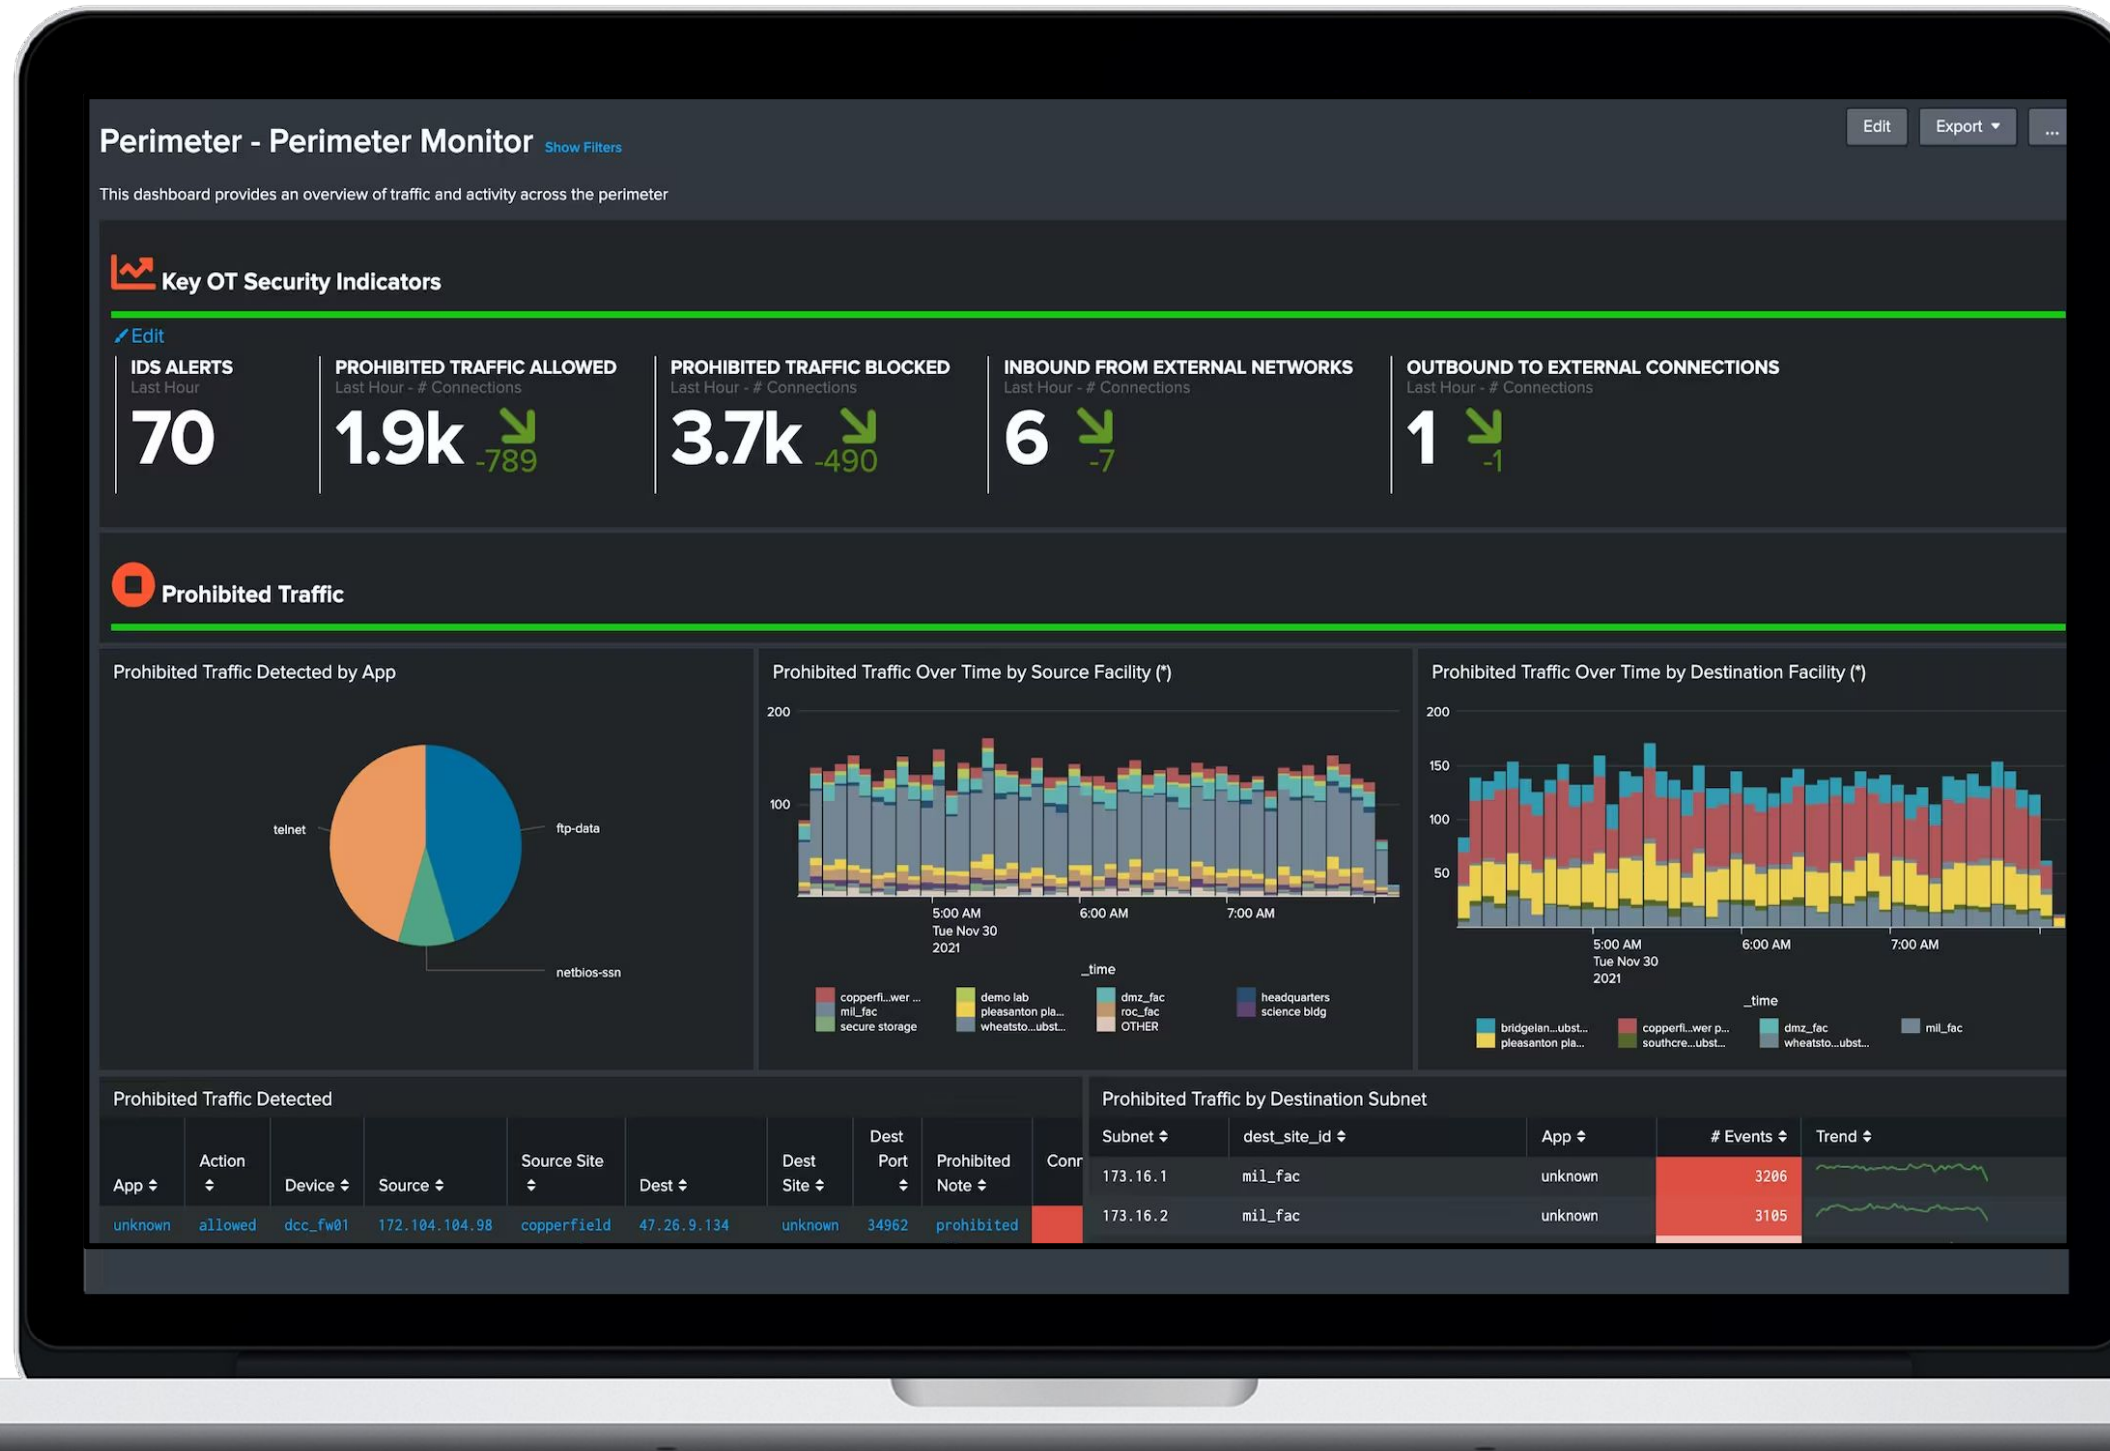 Perimeter - Perimeter Monitor Show Filters
Edit Export ...
This dashboard provides an overview of traffic and activity across the perimeter
Key OT Security Indicators
Edit
IDS ALERTS
Last Hour
70
PROHIBITED TRAFFIC ALLOWED
Last Hour - # Connections
1.9k -789
PROHIBITED TRAFFIC BLOCKED
Last Hour - # Connections
3.7k -490
INBOUND FROM EXTERNAL NETWORKS
Last Hour - # Connections
6 -7
OUTBOUND TO EXTERNAL CONNECTIONS
Last Hour - # Connections
1 -1
Prohibited Traffic
Prohibited Traffic Detected by App
telnet
ftp-data
netbios-ssn
Prohibited Traffic Over Time by Source Facility (*)
200
100
5:00 AM 6:00 AM 7:00 AM
Tue Nov 30
2021
_time
copperfi...wer ... demo lab dmz_fac headquarters
mil_fac pleasanton pla... roc_fac science bldg
secure storage wheatsto...ubst... OTHER
Prohibited Traffic Over Time by Destination Facility (*)
200
150
100
50
5:00 AM 6:00 AM 7:00 AM
Tue Nov 30
2021
_time
bridgelan...ubst... copperfi...wer p... dmz_fac mil_fac
pleasanton pla... southcre...ubst... wheatsto...ubst...
Prohibited Traffic Detected
App Action Device Source Source Site Dest Dest Site Dest Port Prohibited Note Conn
unknown allowed dcc_fw01 172.104.104.98 copperfield 47.26.9.134 unknown 34962 prohibited
Prohibited Traffic by Destination Subnet
Subnet dest_site_id App # Events Trend
173.16.1 mil_fac unknown 3206
173.16.2 mil_fac unknown 3105